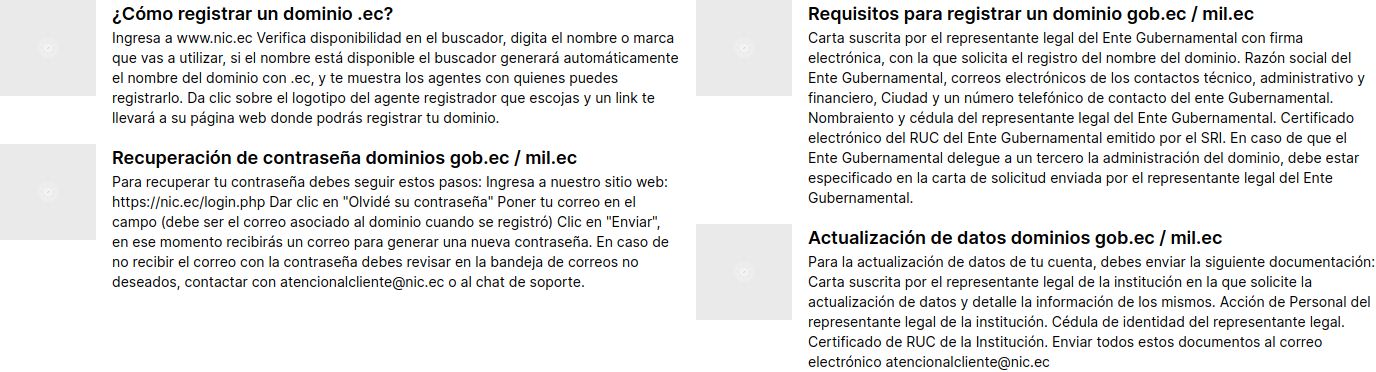 ¿Cómo registrar un dominio .ec?
Ingresa a www.nic.ec Verifica disponibilidad en el buscador, digita el nombre o marca
que vas a utilizar, si el nombre está disponible el buscador generará automáticamente
el nombre del dominio con .ec, y te muestra los agentes con quienes puedes
registrarlo. Da clic sobre el logotipo del agente registrador que escojas y un link te
llevará a su página web donde podrás registrar tu dominio.
Recuperación de contraseña dominios gob.ec / mil.ec
Para recuperar tu contraseña debes seguir estos pasos: Ingresa a nuestro sitio web:
https://nic.ec/login.php Dar clic en "Olvidé su contraseña" Poner tu correo en el
campo (debe ser el correo asociado al dominio cuando se registró) Clic en "Enviar",
en ese momento recibirás un correo para generar una nueva contraseña. En caso de
no recibir el correo con la contraseña debes revisar en la bandeja de correos no
deseados, contactar con atencionalcliente@nic.ec o al chat de soporte.
Requisitos para registrar un dominio gob.ec / mil.ec
Carta suscrita por el representante legal del Ente Gubernamental con firma
electrónica, con la que solicita el registro del nombre del dominio. Razón social del
Ente Gubernamental, correos electrónicos de los contactos técnico, administrativo y
financiero, Ciudad y un número telefónico de contacto del ente Gubernamental.
Nombraiento y cédula del representante legal del Ente Gubernamental. Certificado
electrónico del RUC del Ente Gubernamental emitido por el SRI. En caso de que el
Ente Gubernamental delegue a un tercero la administración del dominio, debe estar
especificado en la carta de solicitud enviada por el representante legal del Ente
Gubernamental.
Actualización de datos dominios gob.ec / mil.ec
Para la actualización de datos de tu cuenta, debes enviar la siguiente documentación:
Carta suscrita por el representante legal de la institución en la que solicite la
actualización de datos y detalle la información de los mismos. Acción de Personal del
representante legal de la institución. Cédula de identidad del representante legal.
Certificado de RUC de la Institución. Enviar todos estos documentos al correo
electrónico atencionalcliente@nic.ec